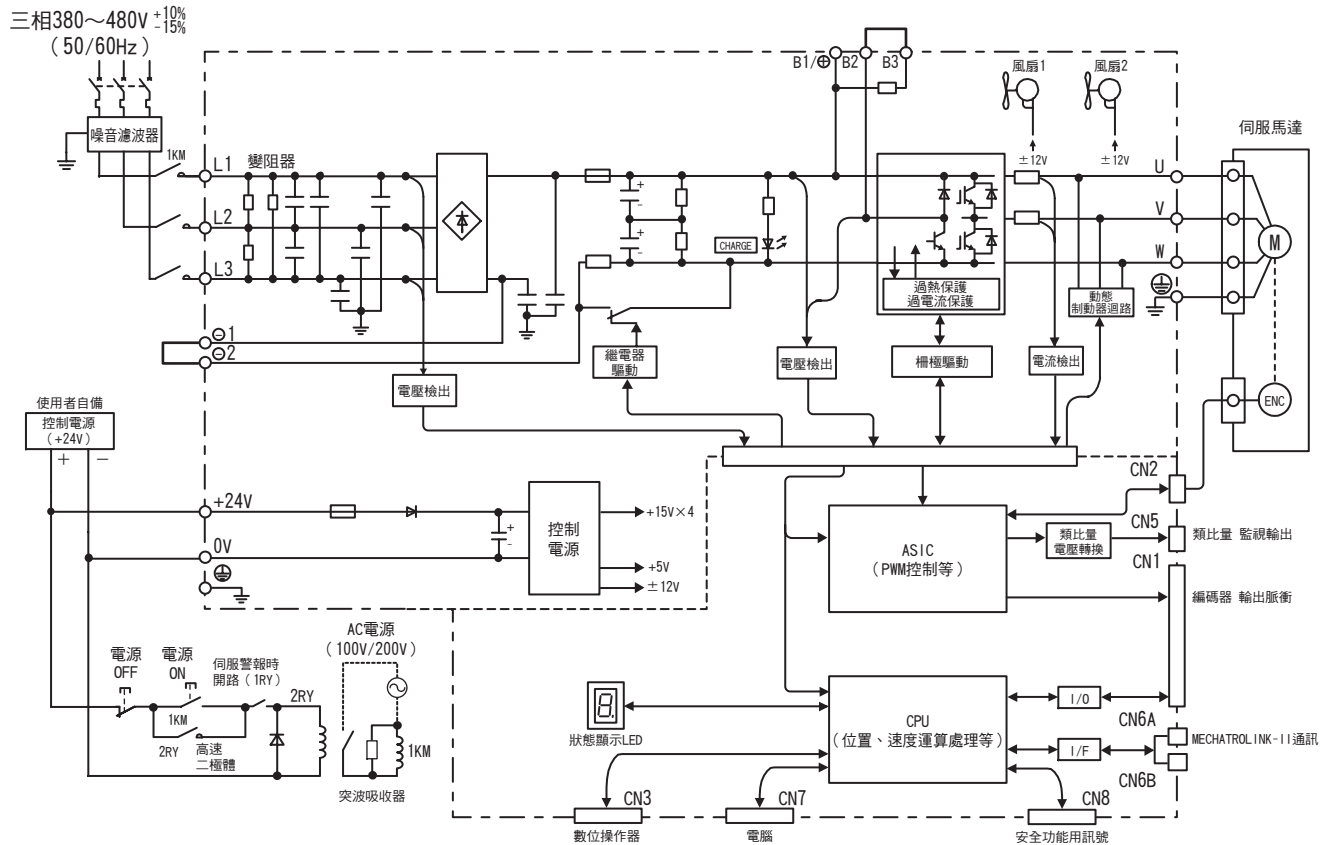 三相380～480V +10% -15%
（50/60Hz）
噪音濾波器
1KM
L1
變阻器
L2
L3
⊖1
⊖2
B1/⊕
B2
B3
風扇1
風扇2
±12V
±12V
伺服馬達
U
V
W
M
ENC
+
-
+
-
CHARGE
過熱保護
過電流保護
動態
制動器迴路
繼電器
驅動
電壓檢出
柵極驅動
電流檢出
電壓檢出
使用者自備
控制電源
（+24V）
+
−
+24V
0V
+
-
控制
電源
+15V×4
+5V
±12V
ASIC
（PWM控制等）
類比量
電壓轉換
CN2
CN5
類比量 監視輸出
CN1
編碼器 輸出脈衝
電源
OFF
電源
ON
伺服警報時
開路（1RY）
2RY
1KM
2RY
高速
二極體
AC電源
（100V/200V）
1KM
突波吸收器
8.
狀態顯示LED
CPU
（位置、速度運算處理等）
I/O
I/F
CN6A
MECHATROLINK-II通訊
CN6B
CN3
數位操作器
CN7
電腦
CN8
安全功能用訊號